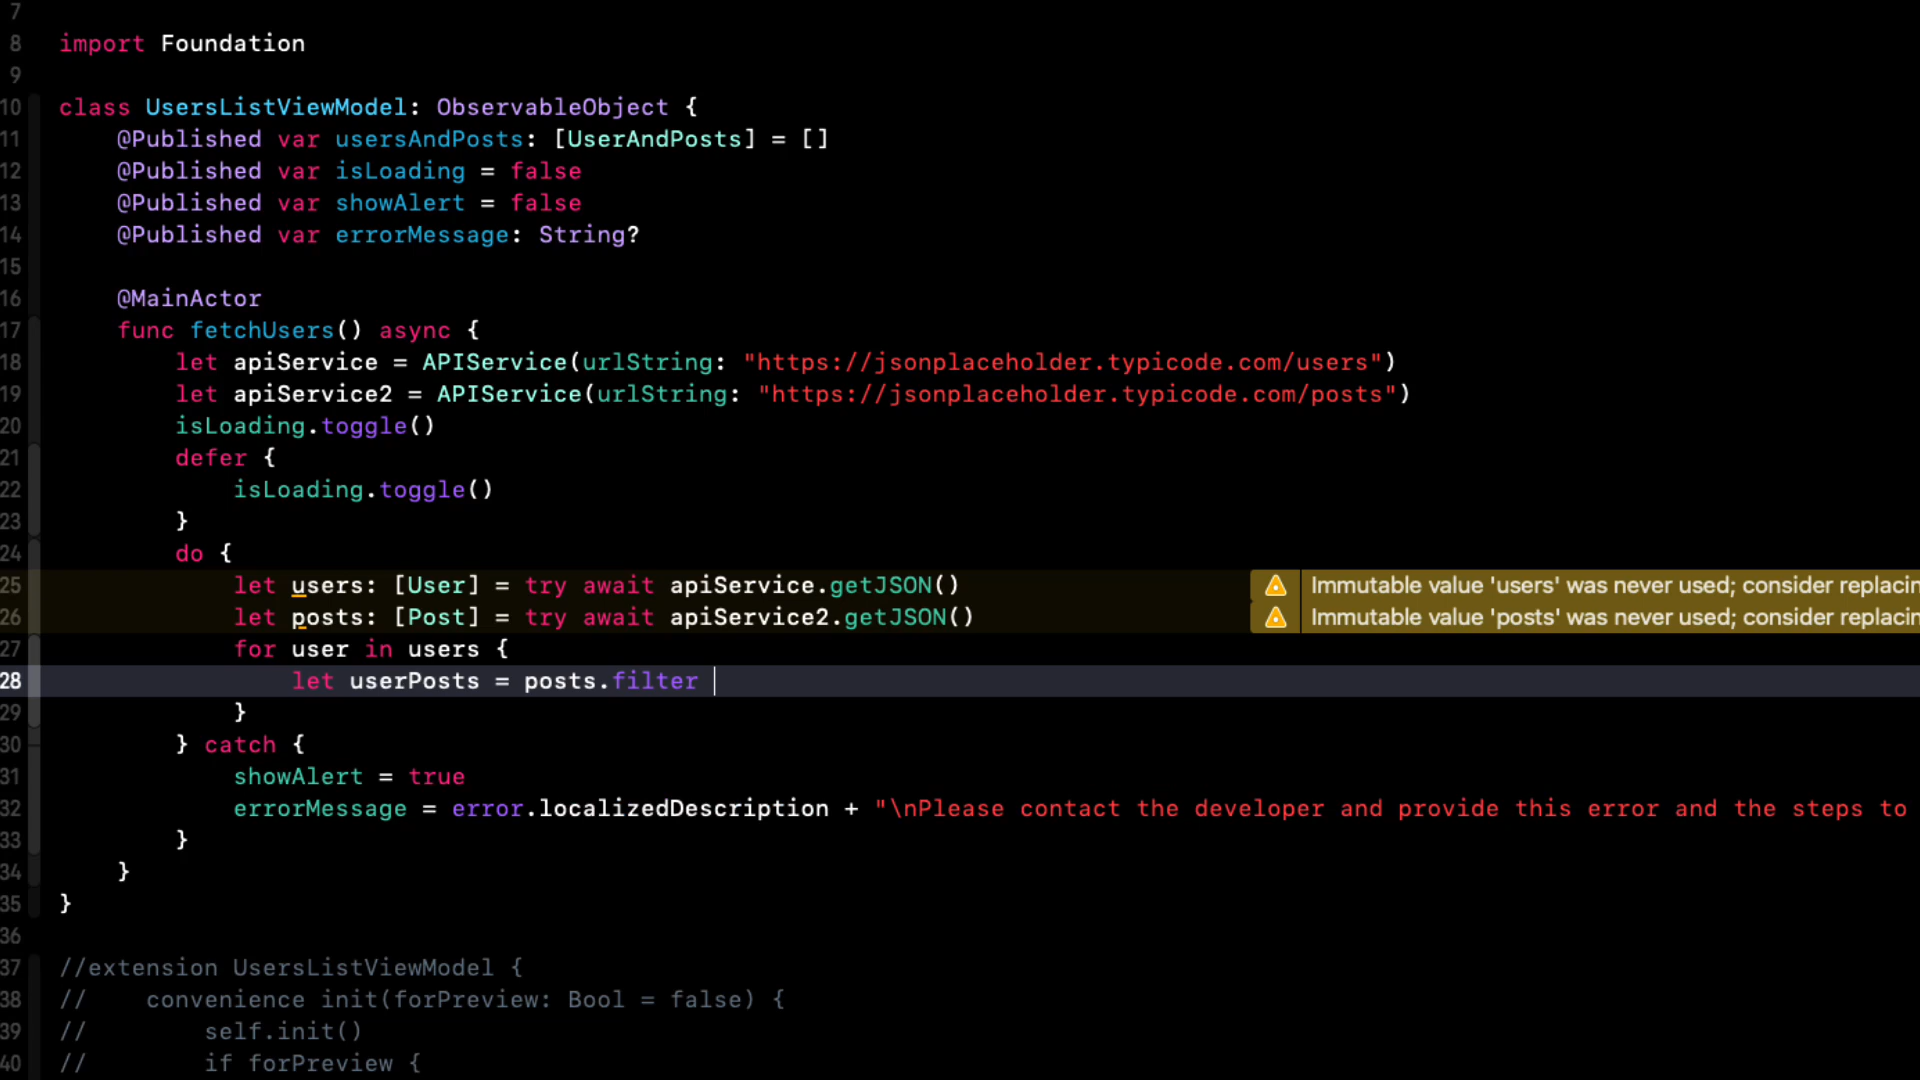 7
8 import Foundation
9
10 class UsersListViewModel: ObservableObject {
11 @Published var usersAndPosts: [UserAndPosts] = []
12 @Published var isLoading = false
13 @Published var showAlert = false
14 @Published var errorMessage: String?
15
16 @MainActor
17 func fetchUsers() async {
18 let apiService = APIService(urlString: "https://jsonplaceholder.typicode.com/users")
19 let apiService2 = APIService(urlString: "https://jsonplaceholder.typicode.com/posts")
20 isLoading.toggle()
21 defer {
22 isLoading.toggle()
23 }
24 do {
25 let users: [User] = try await apiService.getJSON() Immutable value 'users' was never used; consider replacin
26 let posts: [Post] = try await apiService2.getJSON() Immutable value 'posts' was never used; consider replacin
27 for user in users {
28 let userPosts = posts.filter
29 }
30 } catch {
31 showAlert = true
32 errorMessage = error.localizedDescription + "\nPlease contact the developer and provide this error and the steps to
33 }
34 }
35 }
36
37 //extension UsersListViewModel {
38 // convenience init(forPreview: Bool = false) {
39 // self.init()
40 // if forPreview {